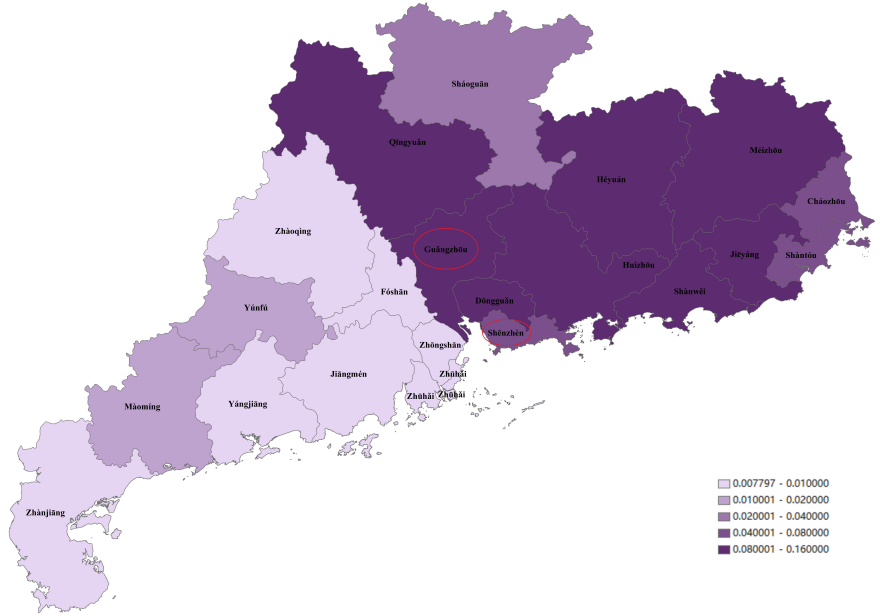 Sháoguān
Qīngyuǎn
Méizhōu
Héyuán
Cháozhōu
Zhàoqìng
Guǎngzhōu
Jiēyáng
Shàntóu
Huìzhōu
Fóshān
Shànwěi
Dōngguǎn
Yúnfú
Shēnzhèn
Zhōngshān
Jiāngmén
Zhūhǎi
Zhūhǎi
Zhūhǎi
Yángjiāng
Màomíng
Zhànjiāng
0.007797 - 0.010000
0.010001 - 0.020000
0.020001 - 0.040000
0.040001 - 0.080000
0.080001 - 0.160000